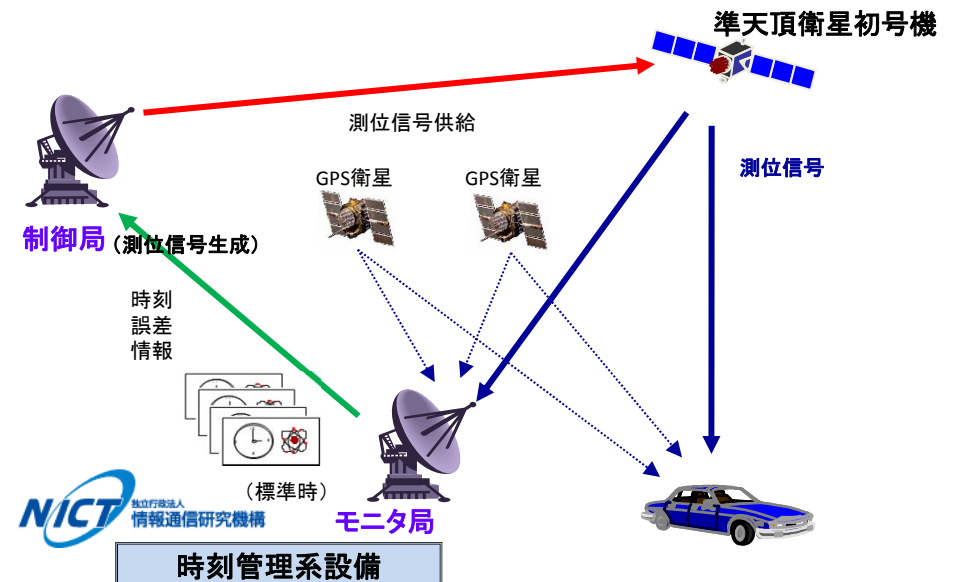 準天頂衛星初号機
測位信号供給
GPS衛星
GPS衛星
測位信号
制御局（測位信号生成）
時刻
誤差
情報
（標準時）
NICT
独立行政法人
情報通信研究機構
モニタ局
時刻管理系設備